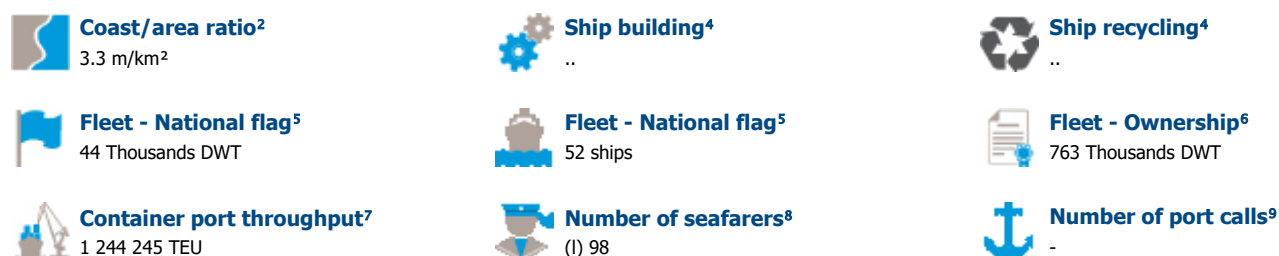 Coast/area ratio²
3.3 m/km²
Ship building⁴
..
Ship recycling⁴
..
Fleet - National flag⁵
44 Thousands DWT
Fleet - National flag⁵
52 ships
Fleet - Ownership⁶
763 Thousands DWT
Container port throughput⁷
1 244 245 TEU
Number of seafarers⁸
(l) 98
Number of port calls⁹
-